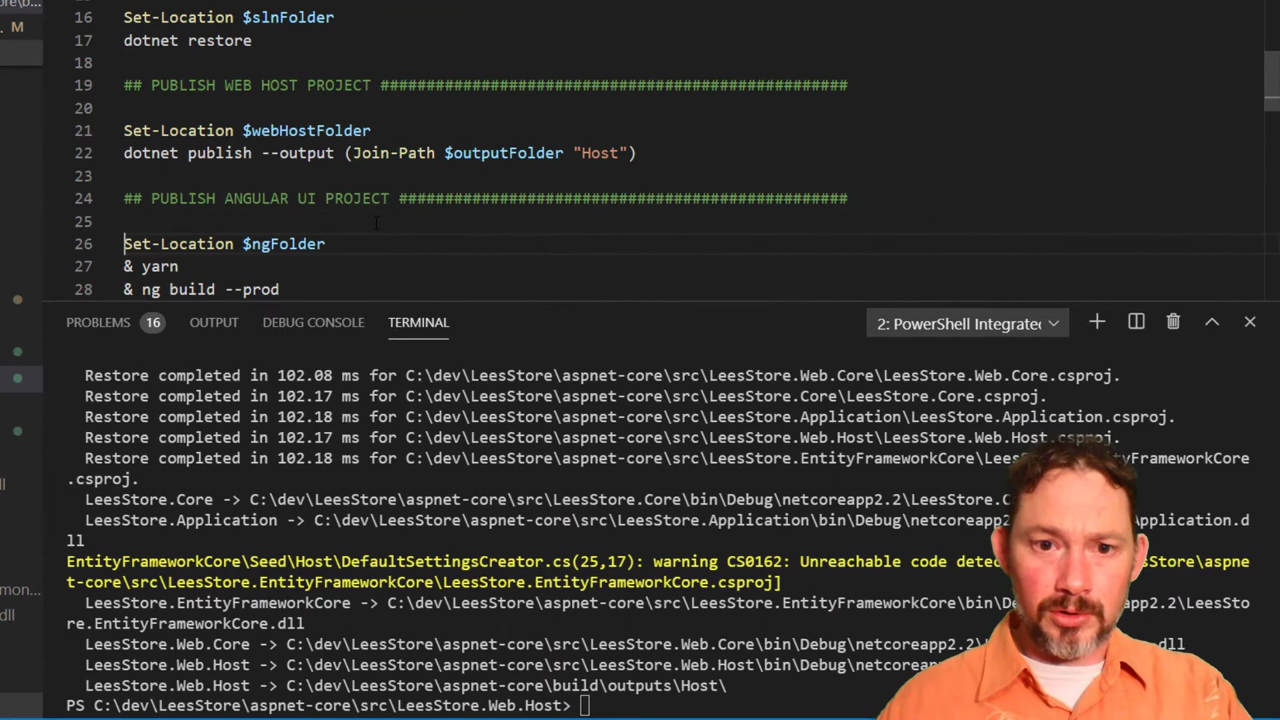 16 Set-Location $slnFolder
17 dotnet restore
18
19 ## PUBLISH WEB HOST PROJECT ###################################################
20
21 Set-Location $webHostFolder
22 dotnet publish --output (Join-Path $outputFolder "Host")
23
24 ## PUBLISH ANGULAR UI PROJECT #################################################
25
26 Set-Location $ngFolder
27 & yarn
28 & ng build --prod
M
PROBLEMS 16 OUTPUT DEBUG CONSOLE TERMINAL 2: PowerShell Integrated
Restore completed in 102.08 ms for C:\dev\LeesStore\aspnet-core\src\LeesStore.Web.Core\LeesStore.Web.Core.csproj.
Restore completed in 102.17 ms for C:\dev\LeesStore\aspnet-core\src\LeesStore.Core\LeesStore.Core.csproj.
Restore completed in 102.18 ms for C:\dev\LeesStore\aspnet-core\src\LeesStore.Application\LeesStore.Application.csproj.
Restore completed in 102.17 ms for C:\dev\LeesStore\aspnet-core\src\LeesStore.Web.Host\LeesStore.Web.Host.csproj.
Restore completed in 102.18 ms for C:\dev\LeesStore\aspnet-core\src\LeesStore.EntityFrameworkCore\Lee yFrameworkCore
.csproj.
LeesStore.Core -> C:\dev\LeesStore\aspnet-core\src\LeesStore.Core\bin\Debug\netcoreapp2.2\LeesStore.C
LeesStore.Application -> C:\dev\LeesStore\aspnet-core\src\LeesStore.Application\bin\Debug\netcoreapp2 pplication.d
ll
EntityFrameworkCore\Seed\Host\DefaultSettingsCreator.cs(25,17): warning CS0162: Unreachable code dete sStore\aspne
t-core\src\LeesStore.EntityFrameworkCore\LeesStore.EntityFrameworkCore.csproj]
LeesStore.EntityFrameworkCore -> C:\dev\LeesStore\aspnet-core\src\LeesStore.EntityFrameworkCore\bin\De app2.2\LeesSto
re.EntityFrameworkCore.dll
LeesStore.Web.Core -> C:\dev\LeesStore\aspnet-core\src\LeesStore.Web.Core\bin\Debug\netcoreapp2.2\ dll
LeesStore.Web.Host -> C:\dev\LeesStore\aspnet-core\src\LeesStore.Web.Host\bin\Debug\netcoreapp2 dll
LeesStore.Web.Host -> C:\dev\LeesStore\aspnet-core\build\outputs\Host\
PS C:\dev\LeesStore\aspnet-core\src\LeesStore.Web.Host>